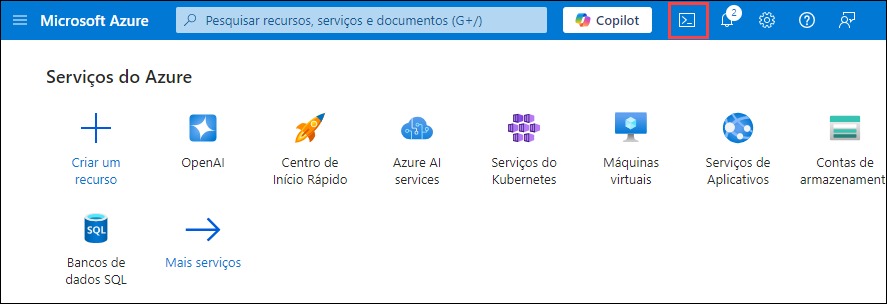 Microsoft Azure
Pesquisar recursos, serviços e documentos (G+/)
Copilot
2
Serviços do Azure
Criar um
recurso
OpenAI
Centro de
Início Rápido
Azure AI
services
Serviços do
Kubernetes
Máquinas
virtuais
Serviços de
Aplicativos
Contas de
armazenament
SQL
Bancos de
dados SQL
Mais serviços